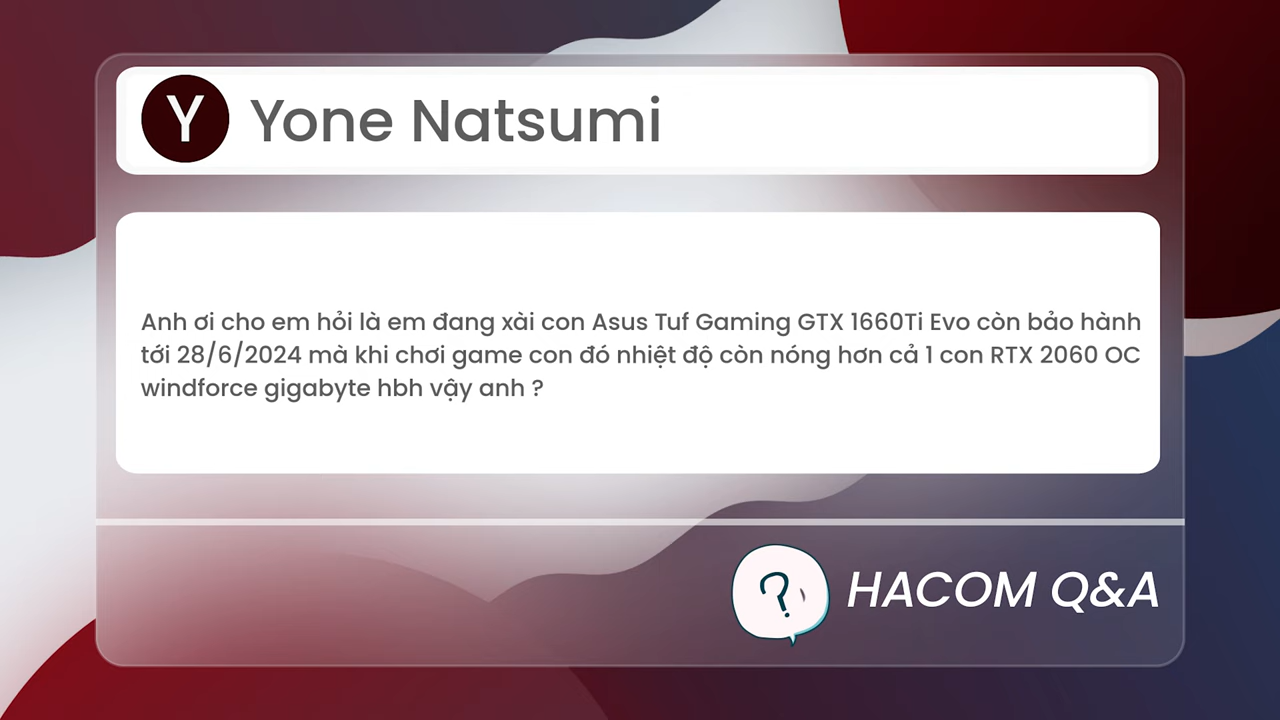 Y
Yone Natsumi
Anh ơi cho em hỏi là em đang xài con Asus Tuf Gaming GTX 1660Ti Evo còn bảo hành
tới 28/6/2024 mà khi chơi game con đó nhiệt độ còn nóng hơn cả 1 con RTX 2060 OC
windforce gigabyte hbh vậy anh ?
?
HACOM Q&A